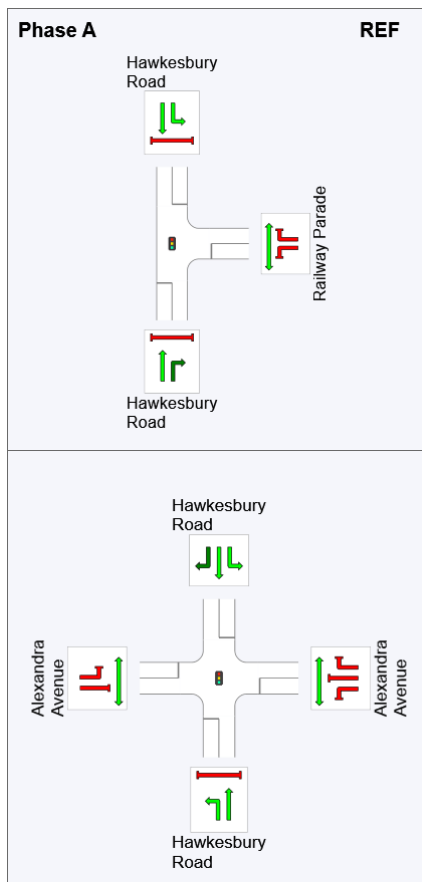 Phase A
REF
Hawkesbury
Road
Railway Parade
Hawkesbury
Road
Hawkesbury
Road
Alexandra
Avenue
Alexandra
Avenue
Hawkesbury
Road